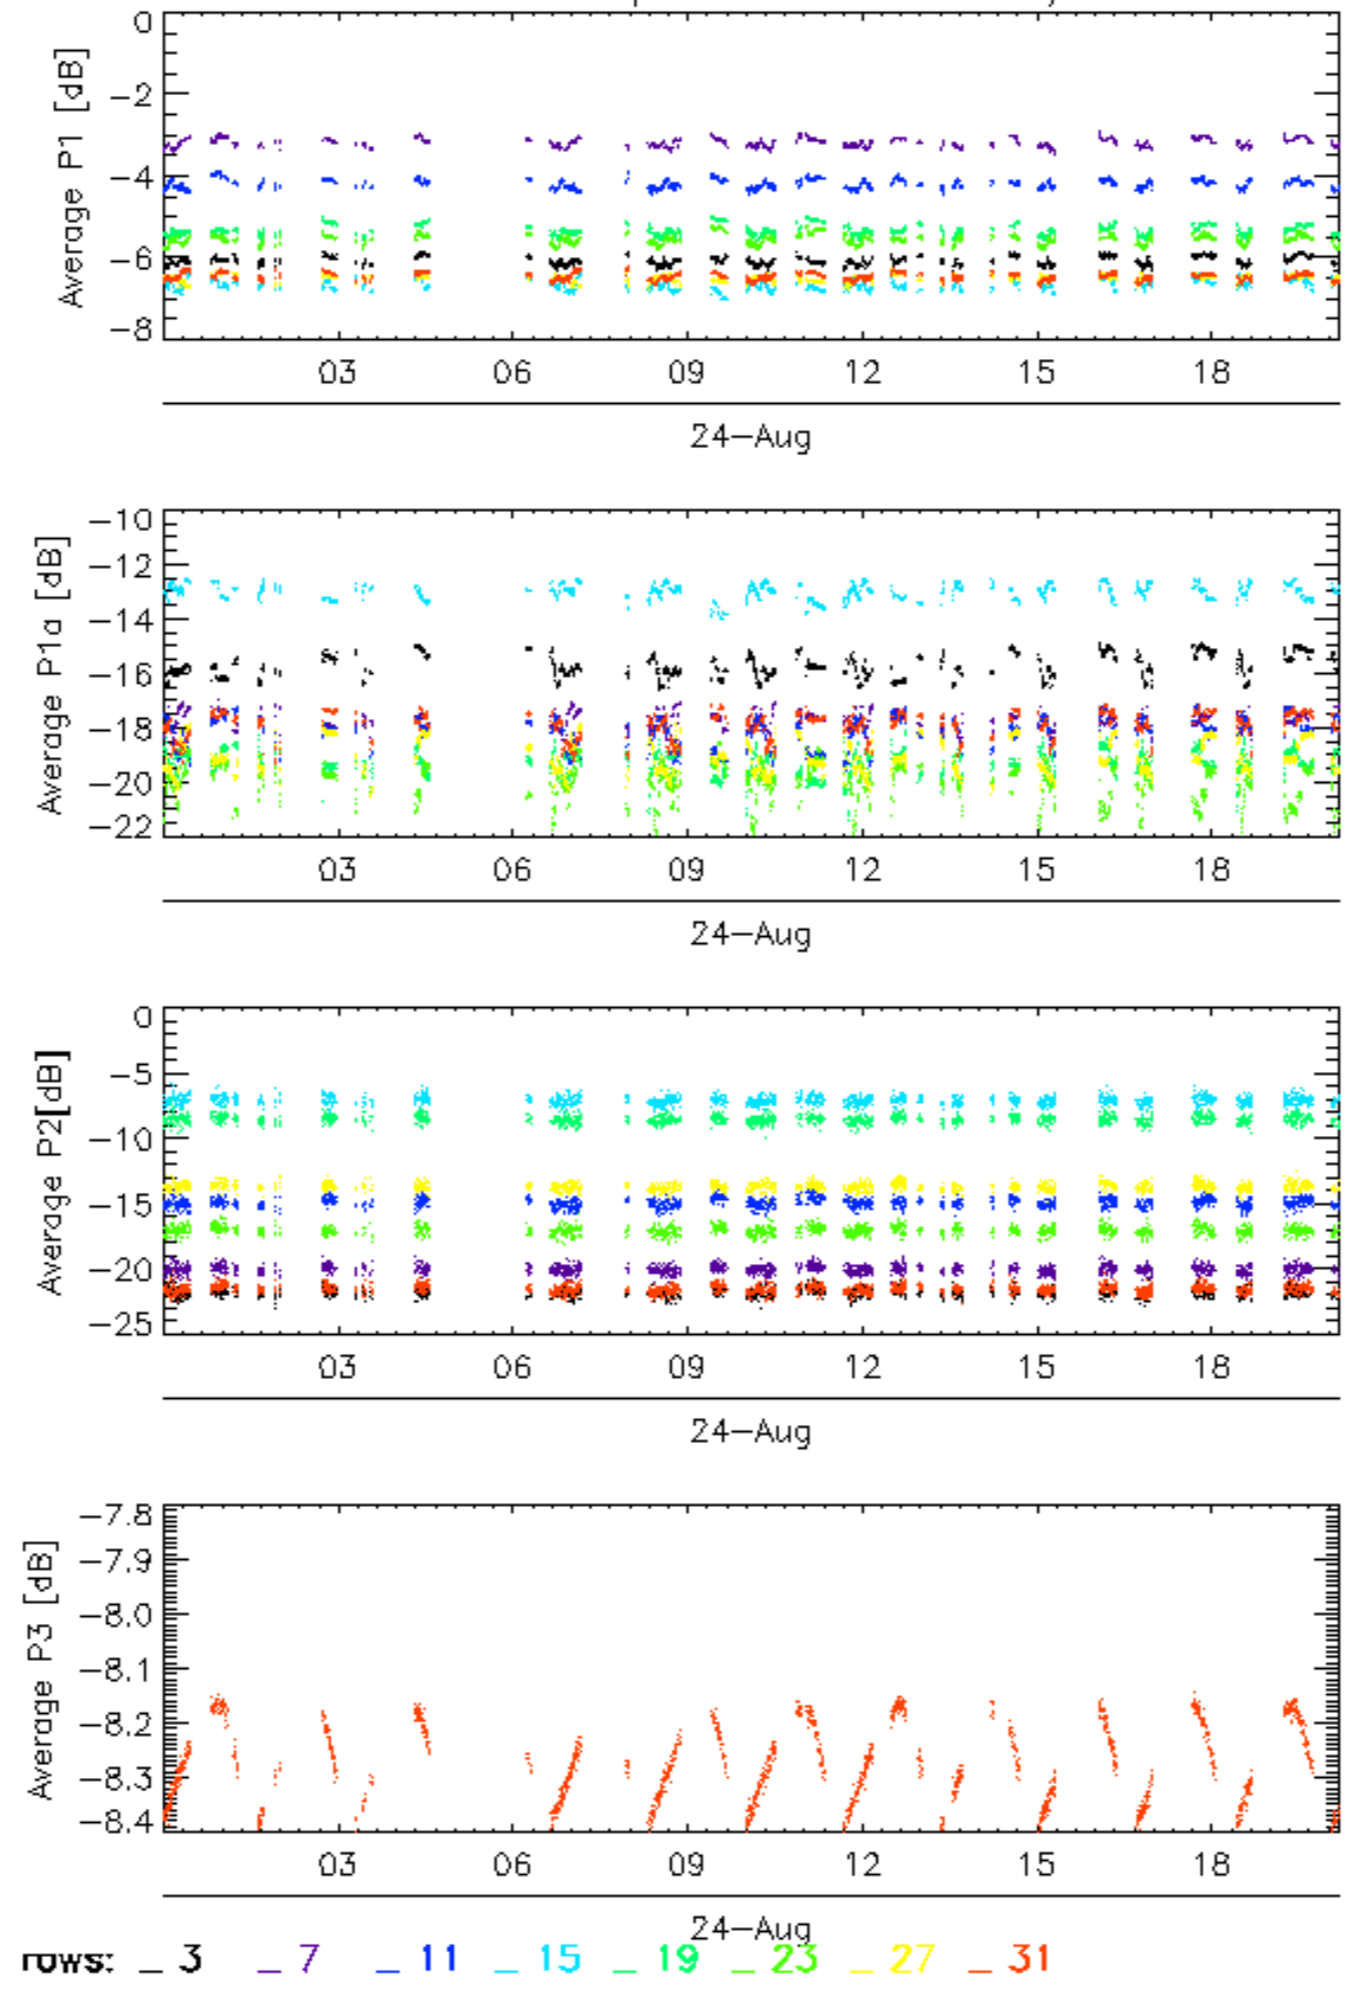 0
−2
−4
−6
−8
Average P1 [dB]
03 06 09 12 15 18
24−Aug
−10
−12
−14
−16
−18
−20
−22
Average P1a [dB]
03 06 09 12 15 18
24−Aug
0
−5
−10
−15
−20
−25
Average P2[dB]
03 06 09 12 15 18
24−Aug
−7.8
−7.9
−8.0
−8.1
−8.2
−8.3
−8.4
Average P3 [dB]
03 06 09 12 15 18
24−Aug
rows: _ 3 _ 7 _ 11 _ 15 _ 19 _ 23 _ 27 _ 31